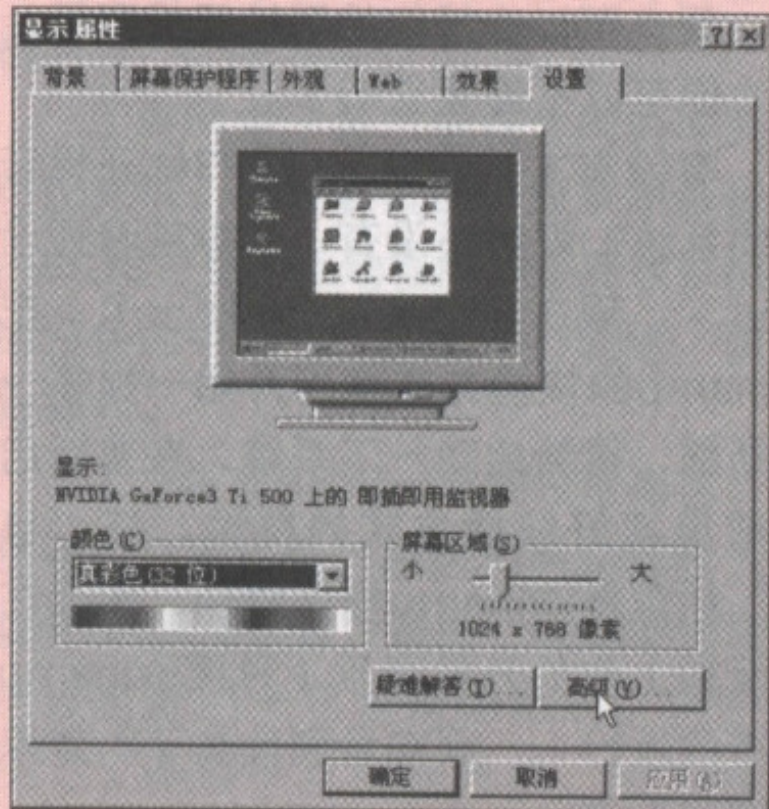 显示 属性
背景 屏幕保护程序 外观 Web 效果 设置
显示:
NVIDIA GeForce3 Ti 500 上的 即插即用监视器
颜色(C) 屏幕区域(S)
真彩色(32 位) 小 大
1024 x 768 像素
疑难解答(T)... 高级(V)...
确定 取消 应用(A)